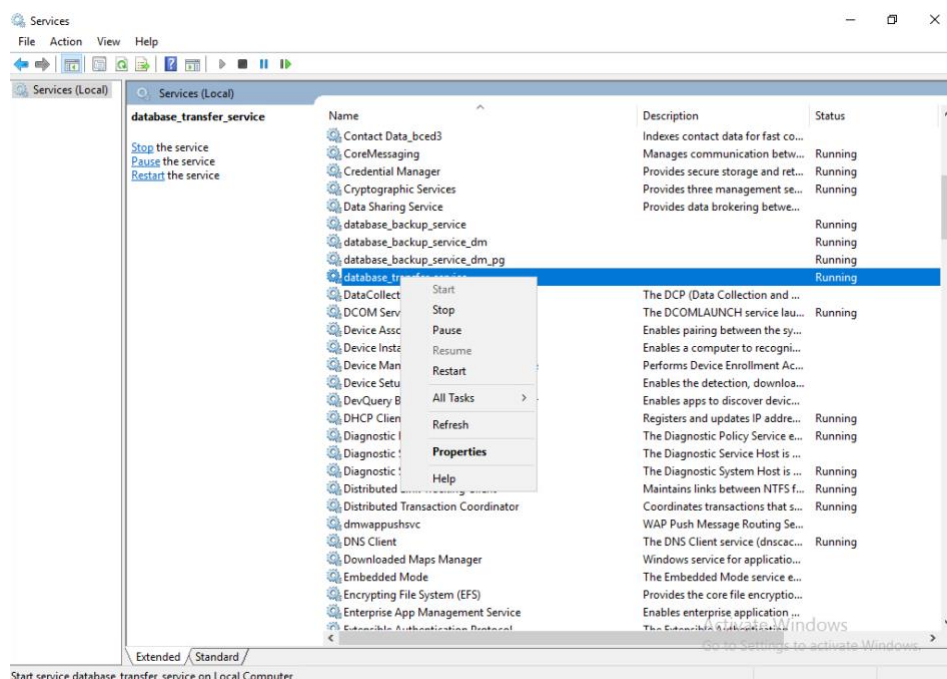 Services
File Action View Help
Services (Local)
Services (Local)
database_transfer_service
Stop the service
Pause the service
Restart the service
Name Description Status
Contact Data_bced3 Indexes contact data for fast co...
CoreMessaging Manages communication betw... Running
Credential Manager Provides secure storage and ret... Running
Cryptographic Services Provides three management se... Running
Data Sharing Service Provides data brokering betwe...
database_backup_service Running
database_backup_service_dm Running
database_backup_service_dm_pg Running
database_transfer_service Running
DataCollect The DCP (Data Collection and ...
DCOM Serv The DCOMLAUNCH service lau... Running
Device Assc Enables pairing between the sy...
Device Insta Enables a computer to recogni...
Device Man Performs Device Enrollment Ac...
Device Setu Enables the detection, downloa...
DevQuery B Enables apps to discover devic...
DHCP Clien Registers and updates IP addre... Running
Diagnostic The Diagnostic Policy Service e... Running
Diagnostic The Diagnostic Service Host is ...
Diagnostic The Diagnostic System Host is ... Running
Distributed Link Tracking Client Maintains links between NTFS f... Running
Distributed Transaction Coordinator Coordinates transactions that s... Running
dmwappushsvc WAP Push Message Routing Se...
DNS Client The DNS Client service (dnscac... Running
Downloaded Maps Manager Windows service for applicatio...
Embedded Mode The Embedded Mode service e...
Encrypting File System (EFS) Provides the core file encryptio...
Enterprise App Management Service Enables enterprise application ...
Extensible Authentication Protocol The Extensible Authentication
Start
Stop
Pause
Resume
Restart
All Tasks
Refresh
Properties
Help
Activate Windows
Go to Settings to activate Windows.
Extended Standard
Start service database_transfer_service on Local Computer